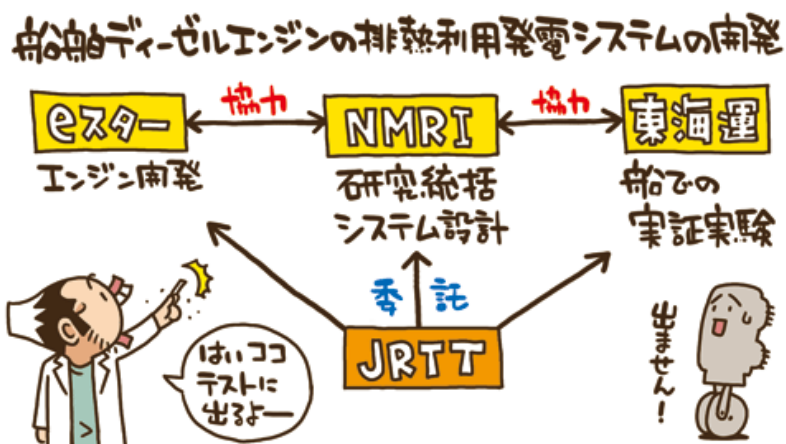 船舶ディーゼルエンジンの排熱利用発電システムの開発
eスター
協力
NMRI
協力
東海運
エンジン開発
研究統括
システム設計
船での
実証実験
委託
JRTT
はいココ
テストに
出るよー
出ません!